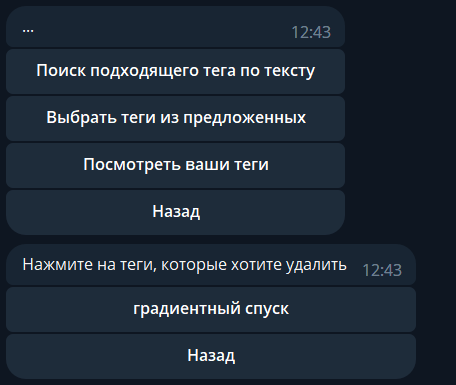 ...
12:43
Поиск подходящего тега по тексту
Выбрать теги из предложенных
Посмотреть ваши теги
Назад
Нажмите на теги, которые хотите удалить 12:43
градиентный спуск
Назад